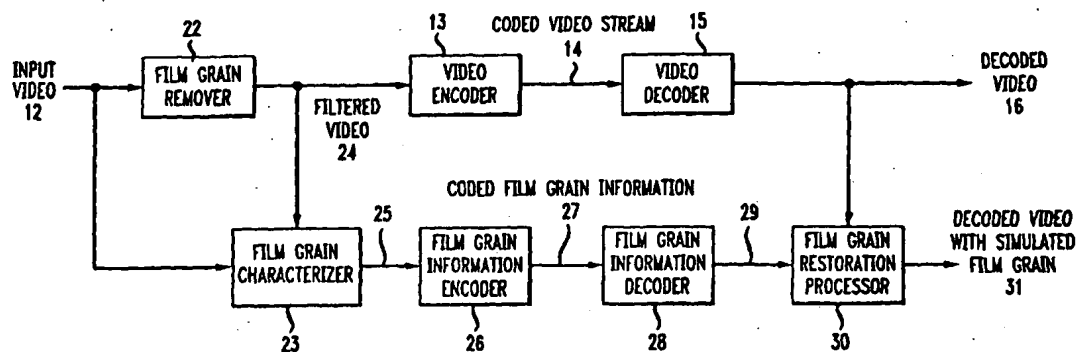 INPUT
VIDEO
12
22
FILM GRAIN
REMOVER
FILTERED
VIDEO
24
13
VIDEO
ENCODER
CODED VIDEO STREAM
14
15
VIDEO
DECODER
DECODED
VIDEO
16
FILM GRAIN
CHARACTERIZER
23
25
FILM GRAIN
INFORMATION
ENCODER
26
CODED FILM GRAIN INFORMATION
27
FILM GRAIN
INFORMATION
DECODER
28
29
FILM GRAIN
RESTORATION
PROCESSOR
30
DECODED VIDEO
WITH SIMULATED
FILM GRAIN
31